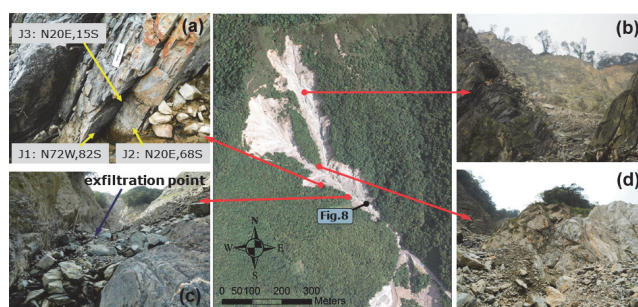 (a)
J3: N20E,15S
J1: N72W,82S
J2: N20E,68S
exfiltration point
(c)
Fig.8
N
W E
S
0 50100 200 300
Meters
(b)
(d)